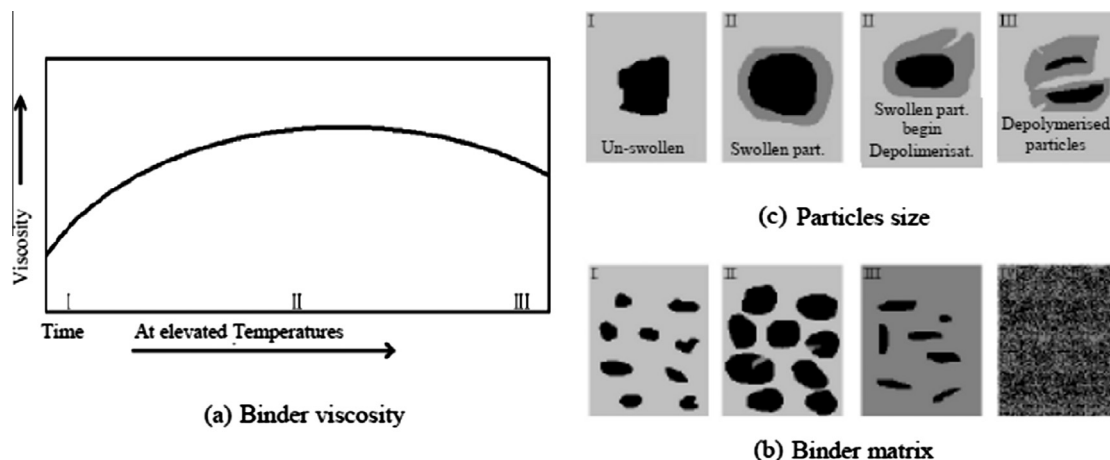 Viscosity
I
II
III
Time
At elevated Temperatures
(a) Binder viscosity
I
Un-swollen
II
Swollen part.
II
Swollen part.
begin
Depolimerisat.
III
Depolymerised
particles
(c) Particles size
I
II
III
(b) Binder matrix